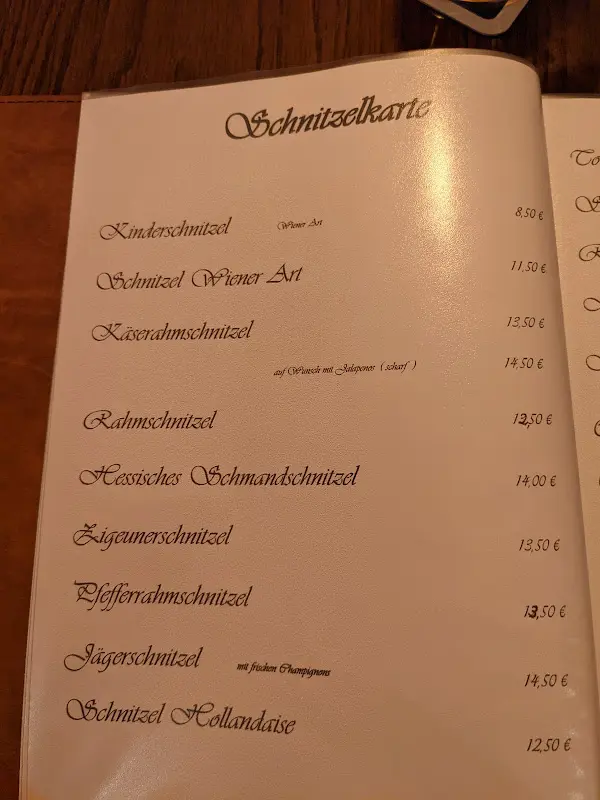 Schnitzelkarte
Kinderschnitzel Wiener Art 8,50 €
Schnitzel Wiener Art 11,50 €
Käserahmschnitzel 13,50 €
auf Wunsch mit Jalapenos ( scharf ) 14,50 €
Rahmschnitzel 12,50 €
Hessisches Schmandschnitzel 14,00 €
Zigeunerschnitzel 13,50 €
Pfefferrahmschnitzel 13,50 €
Jägerschnitzel mit frischen Champignons 14,50 €
Schnitzel Hollandaise 12,50 €